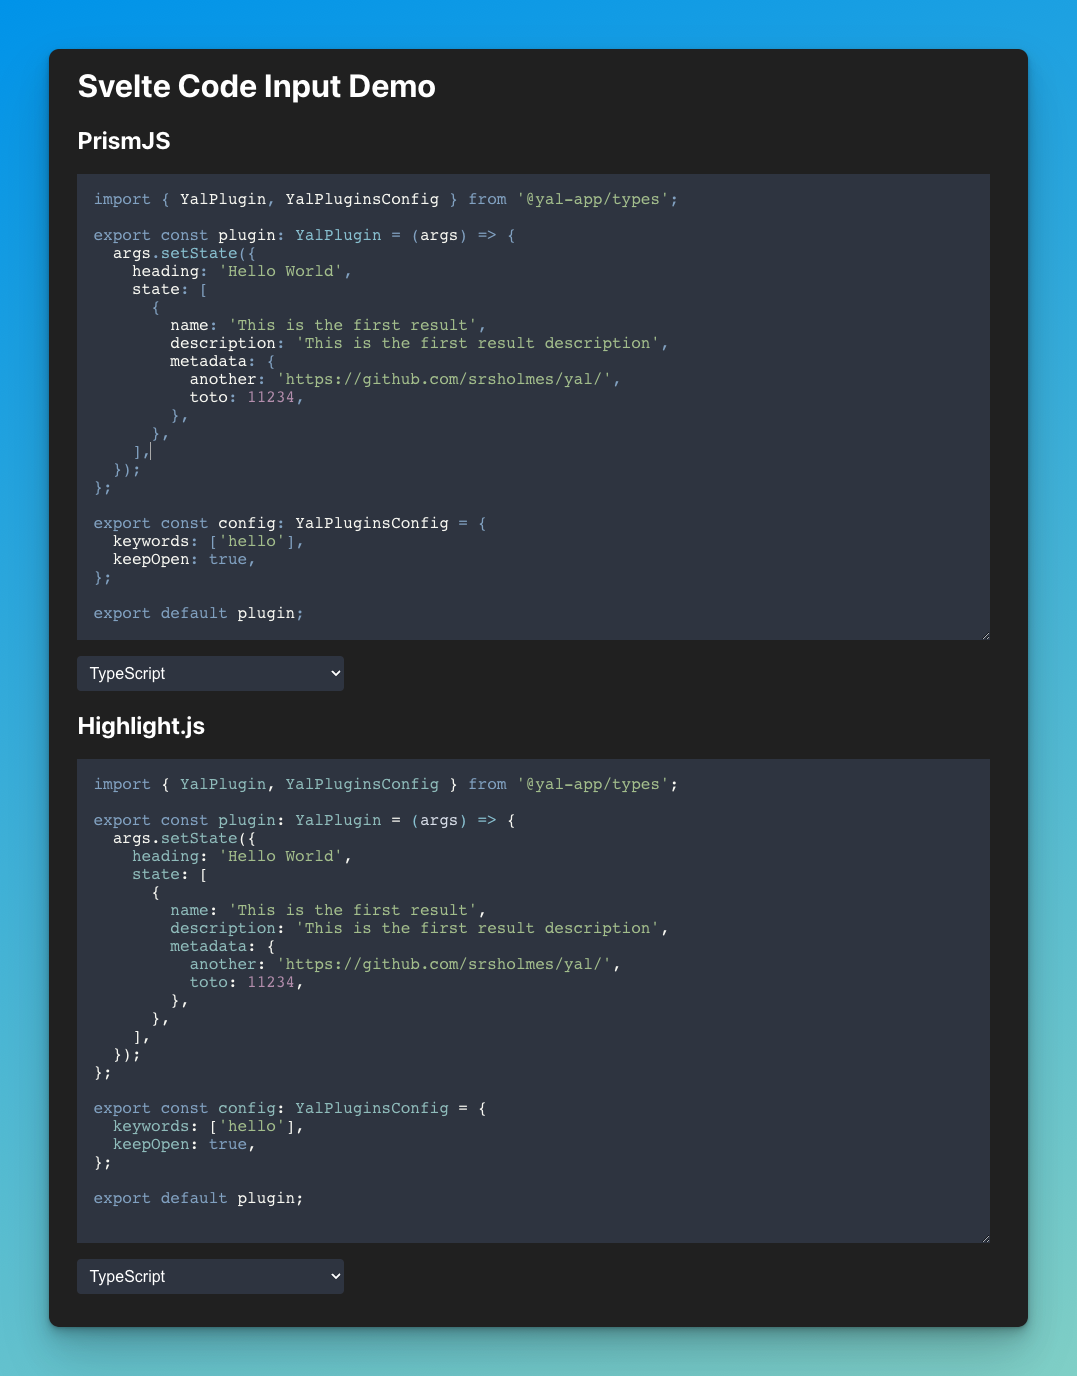 Svelte Code Input Demo
PrismJS
import { YalPlugin, YalPluginsConfig } from '@yal-app/types';
export const plugin: YalPlugin = (args) => {
  args.setState({
    heading: 'Hello World',
    state: [
      {
        name: 'This is the first result',
        description: 'This is the first result description',
        metadata: {
          another: 'https://github.com/srsholmes/yal/',
          toto: 11234,
        },
      },
    ],
  });
};
export const config: YalPluginsConfig = {
  keywords: ['hello'],
  keepOpen: true,
};
export default plugin;
TypeScript
Highlight.js
import { YalPlugin, YalPluginsConfig } from '@yal-app/types';
export const plugin: YalPlugin = (args) => {
  args.setState({
    heading: 'Hello World',
    state: [
      {
        name: 'This is the first result',
        description: 'This is the first result description',
        metadata: {
          another: 'https://github.com/srsholmes/yal/',
          toto: 11234,
        },
      },
    ],
  });
};
export const config: YalPluginsConfig = {
  keywords: ['hello'],
  keepOpen: true,
};
export default plugin;
TypeScript